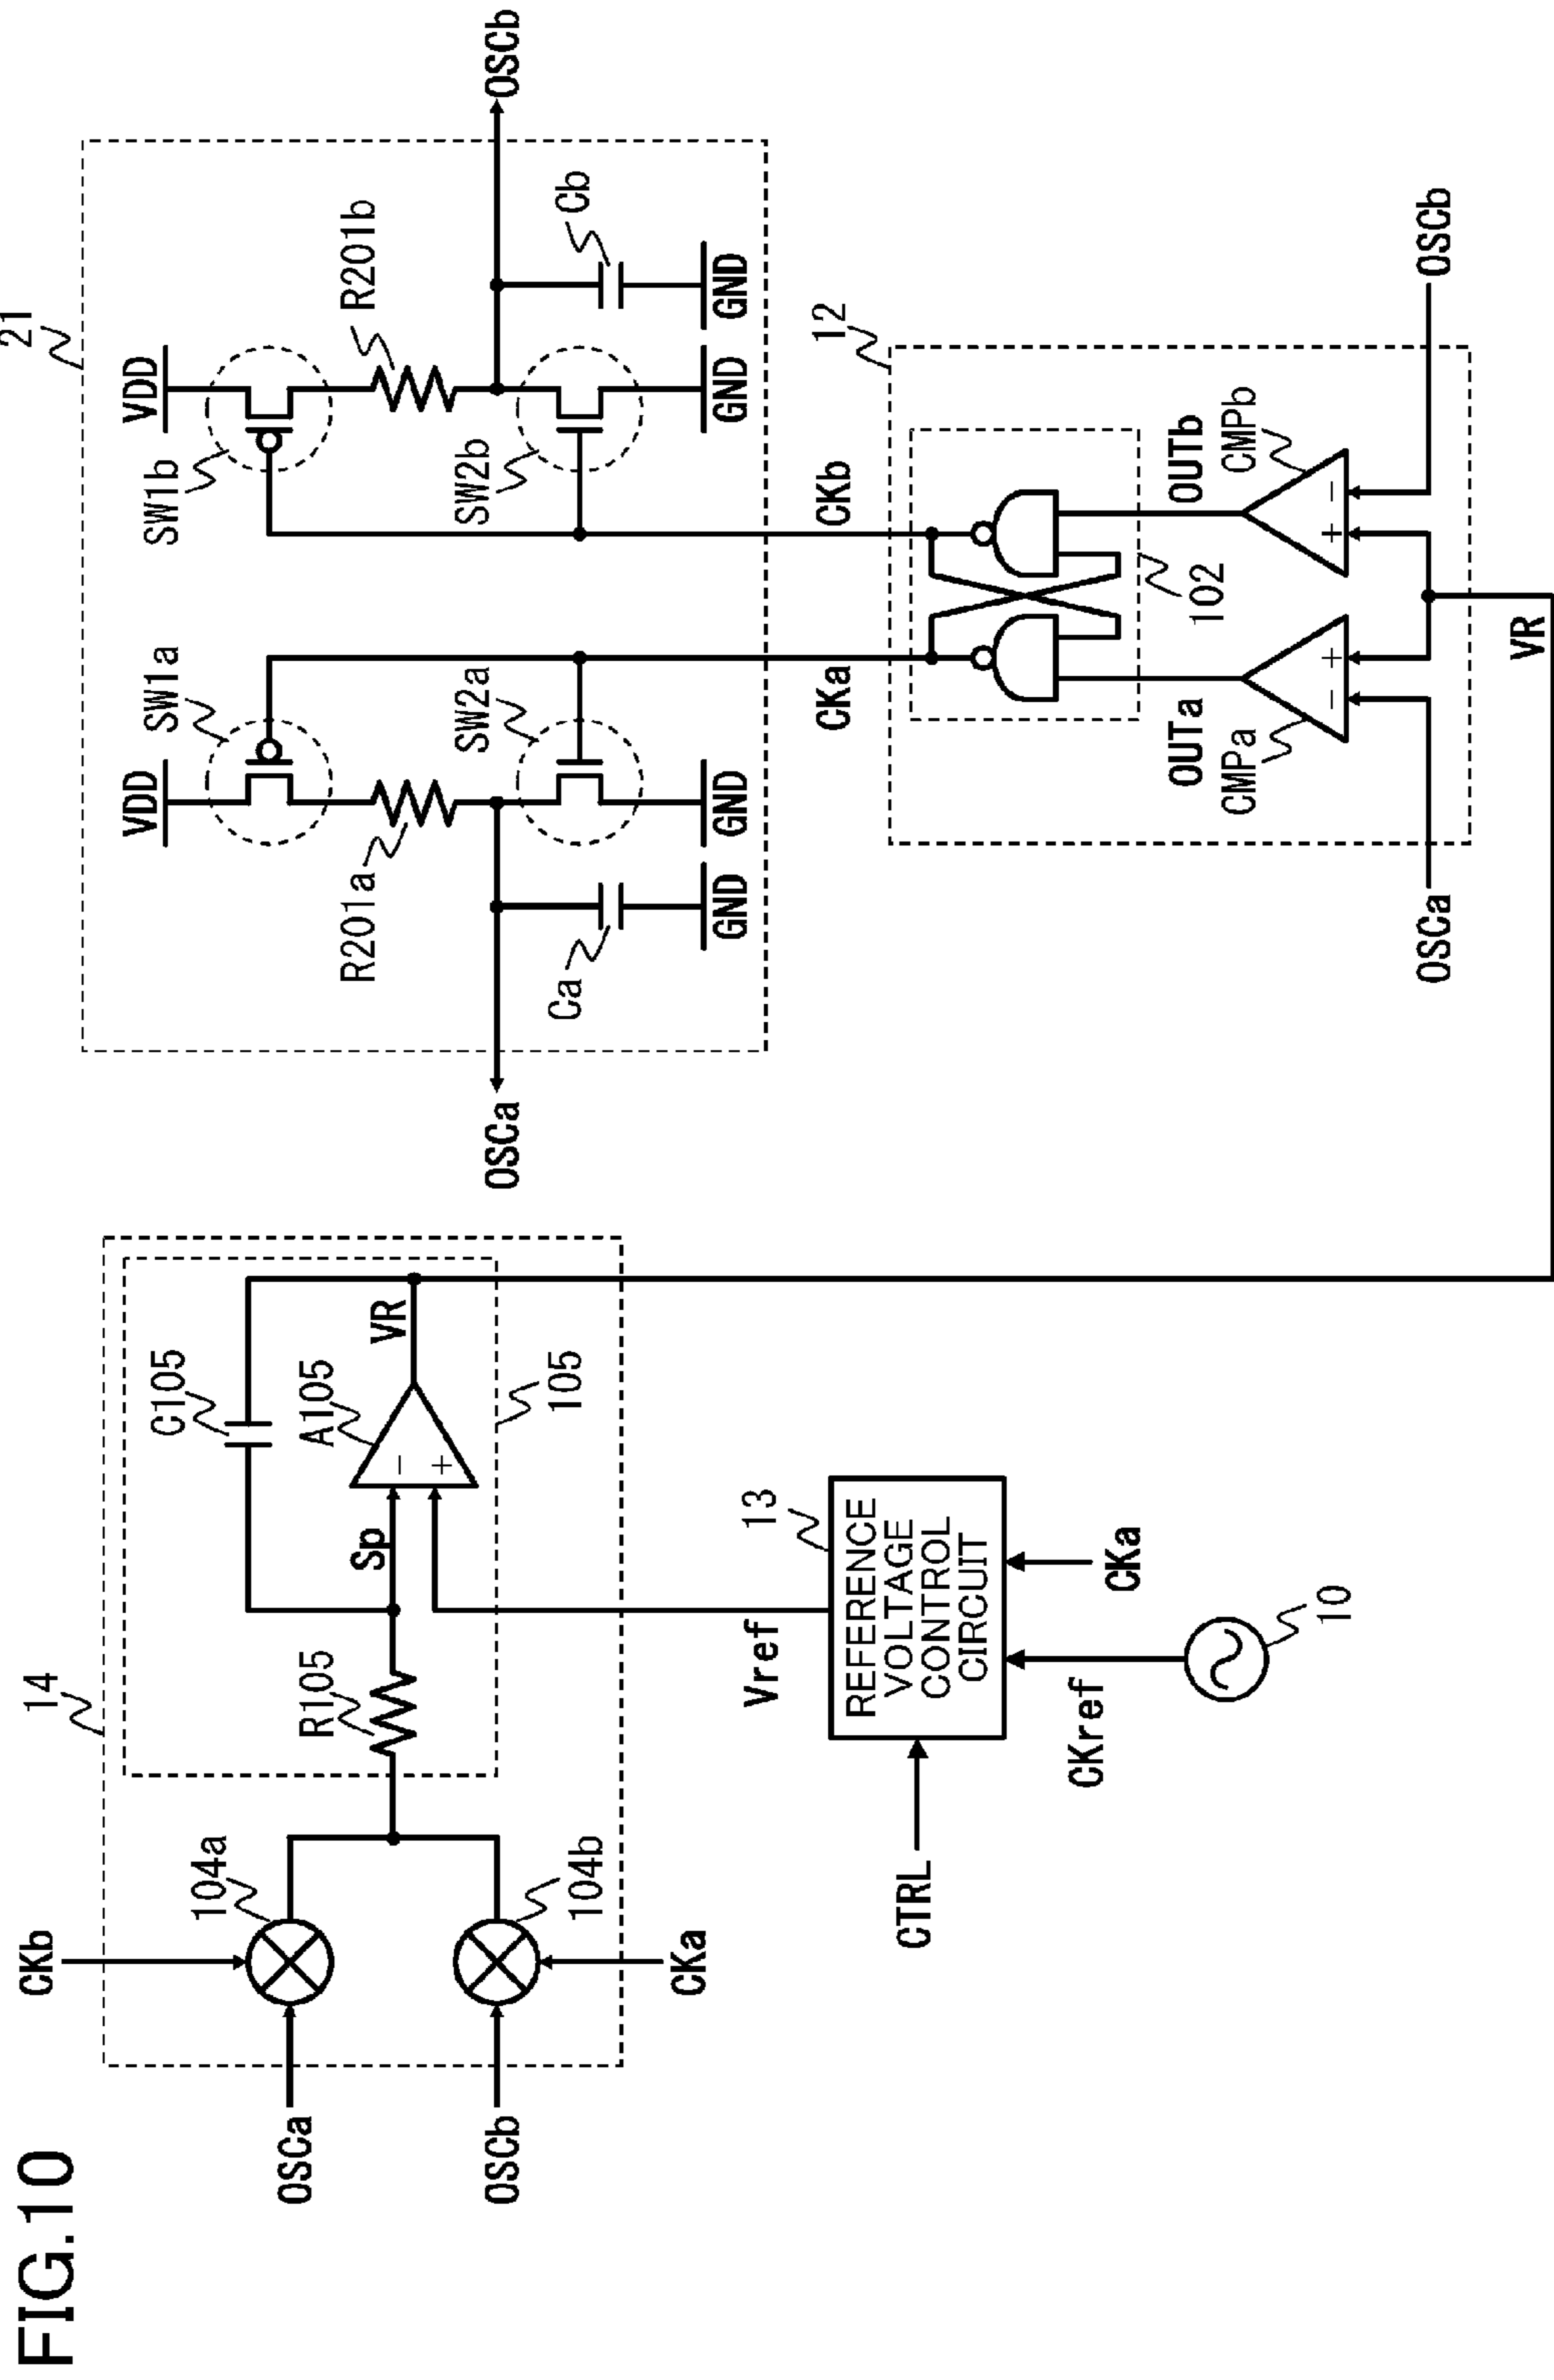 FIG.10
14
CKb
OSCa
104a
OSCb
104b
CKa
R105
Sp
C105
A105
-
+
VR
105
Vref
13
REFERENCE
VOLTAGE
CONTROL
CIRCUIT
CTRL
CKref
CKa
10
21
VDD
SW1a
R201a
SW2a
OSCa
Ca
GND
GND
VDD
SW1b
R201b
SW2b
OSCb
Cb
GND
GND
CKa
CKb
12
102
OUTa
OUTb
CMPa
CMPb
-
+
+
-
OSCa
OSCb
VR